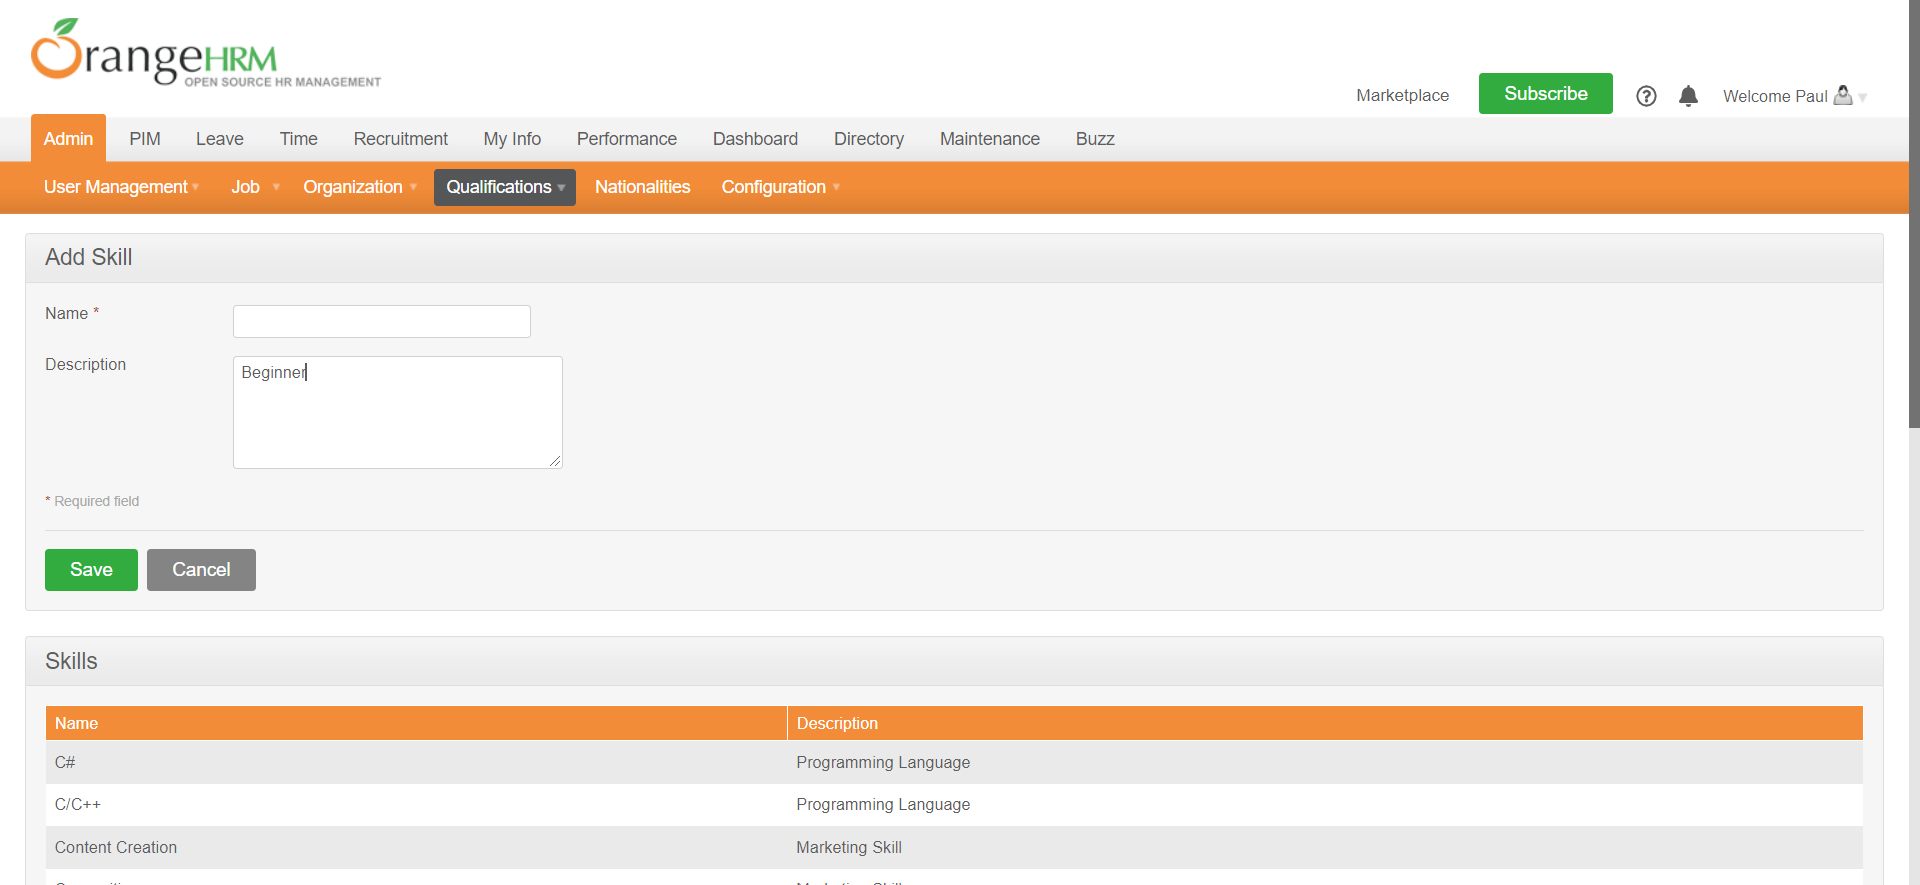 OrangeHRM
OPEN SOURCE HR MANAGEMENT
Marketplace Subscribe Welcome Paul
Admin PIM Leave Time Recruitment My Info Performance Dashboard Directory Maintenance Buzz
User Management Job Organization Qualifications Nationalities Configuration
Add Skill
Name *
Description Beginner
* Required field
Save Cancel
Skills
Name Description
C# Programming Language
C/C++ Programming Language
Content Creation Marketing Skill